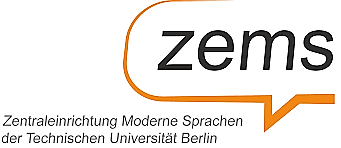 zems
Zentraleinrichtung Moderne Sprachen
der Technischen Universität Berlin